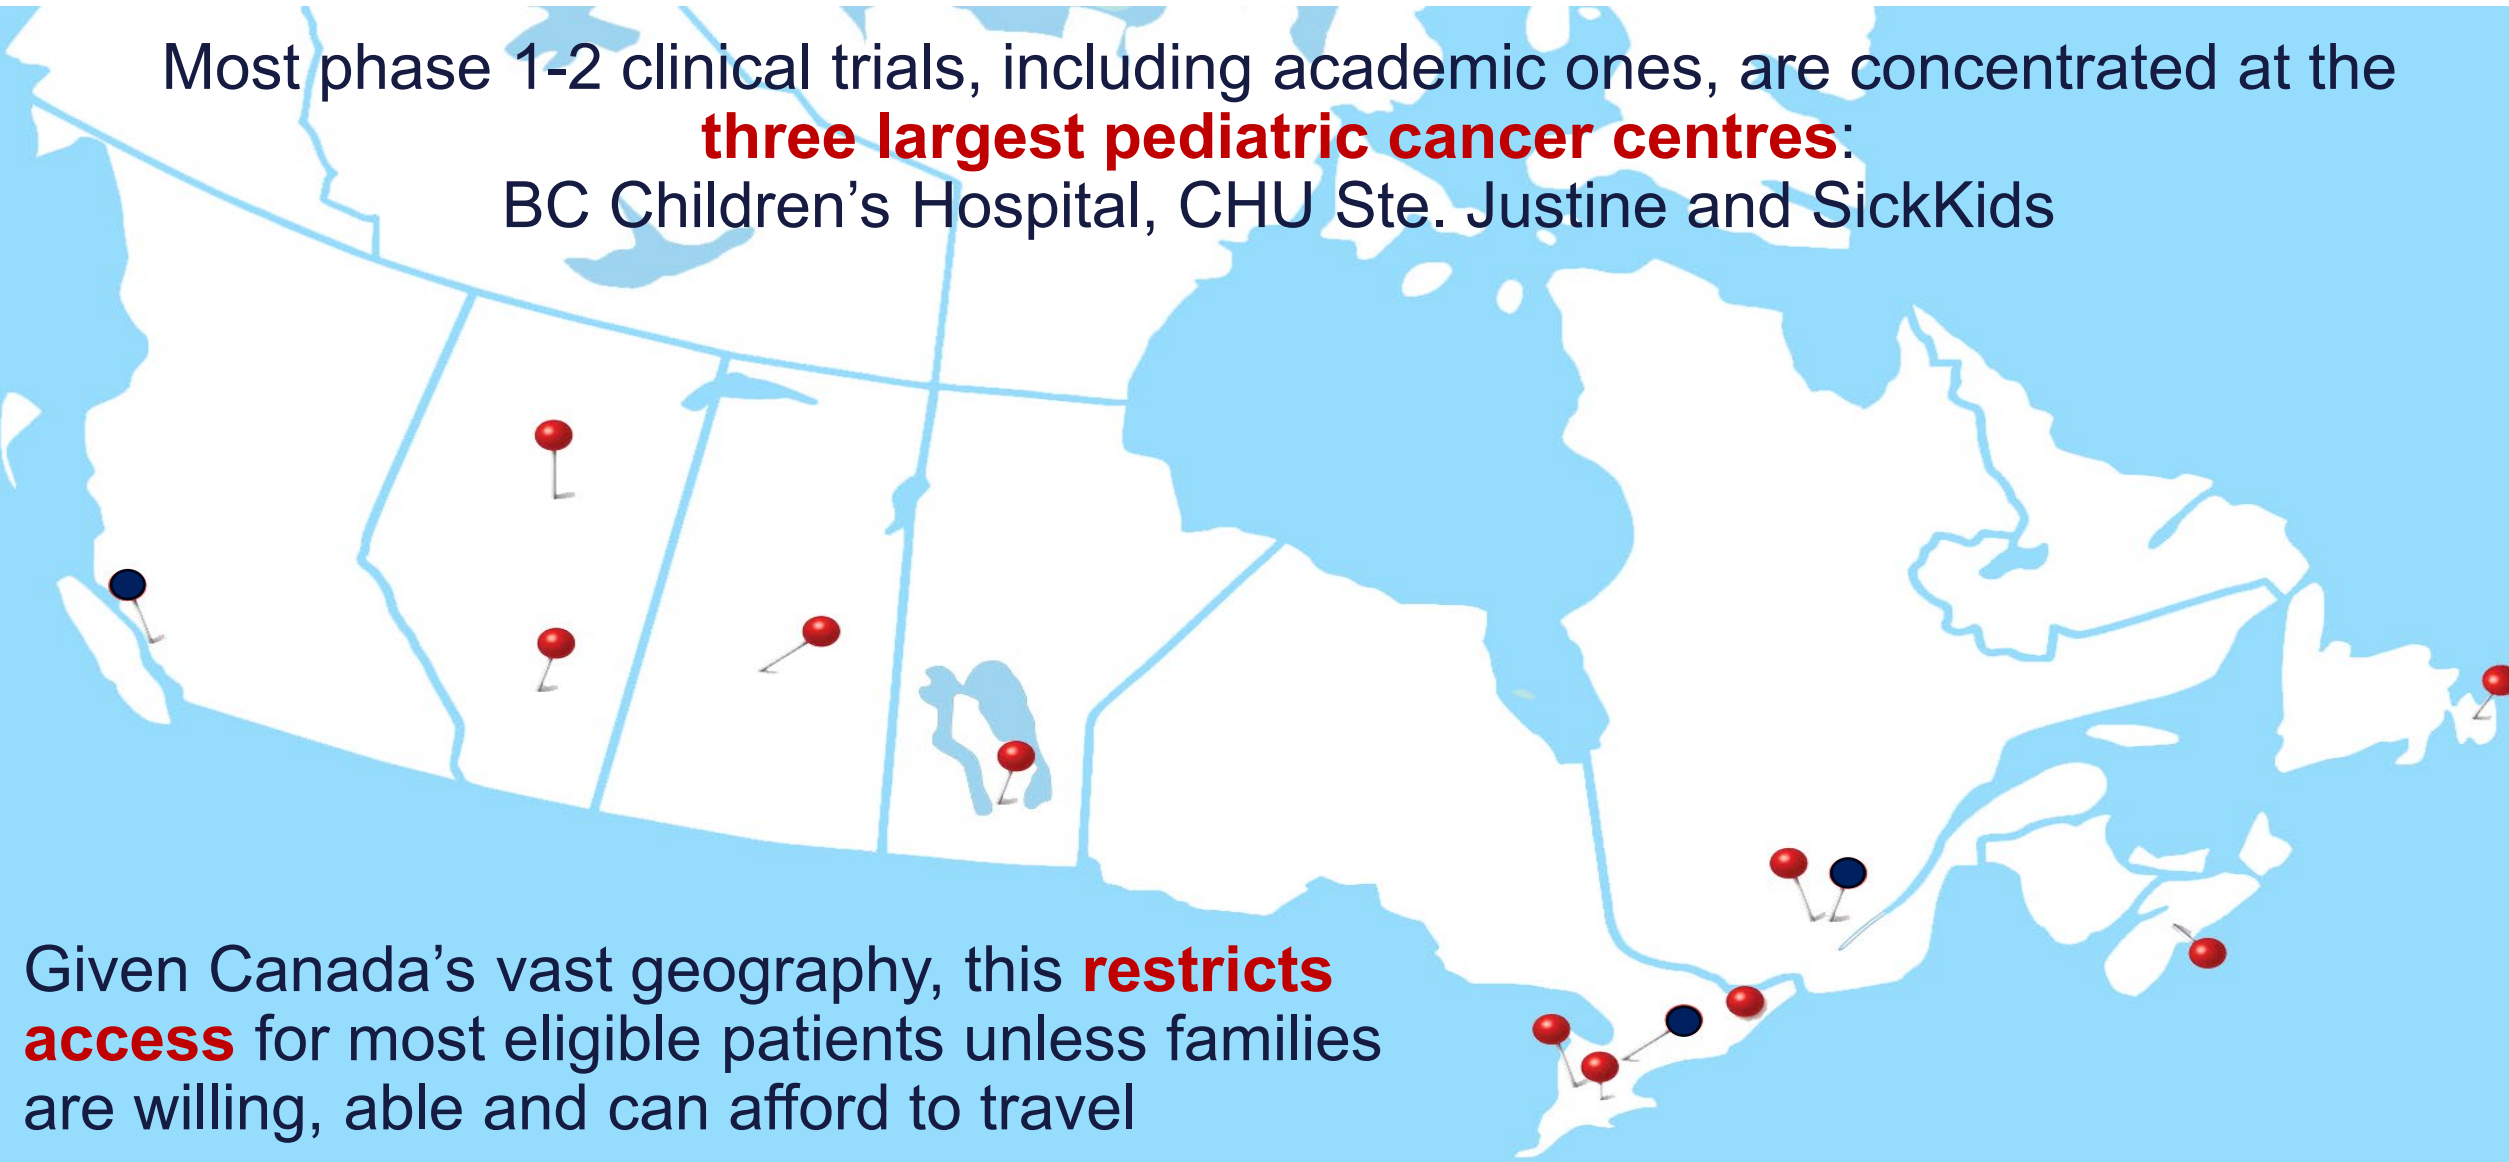 Most phase 1-2 clinical trials, including academic ones, are concentrated at the
three largest pediatric cancer centres:
BC Children’s Hospital, CHU Ste. Justine and SickKids
Given Canada’s vast geography, this restricts
access for most eligible patients unless families
are willing, able and can afford to travel